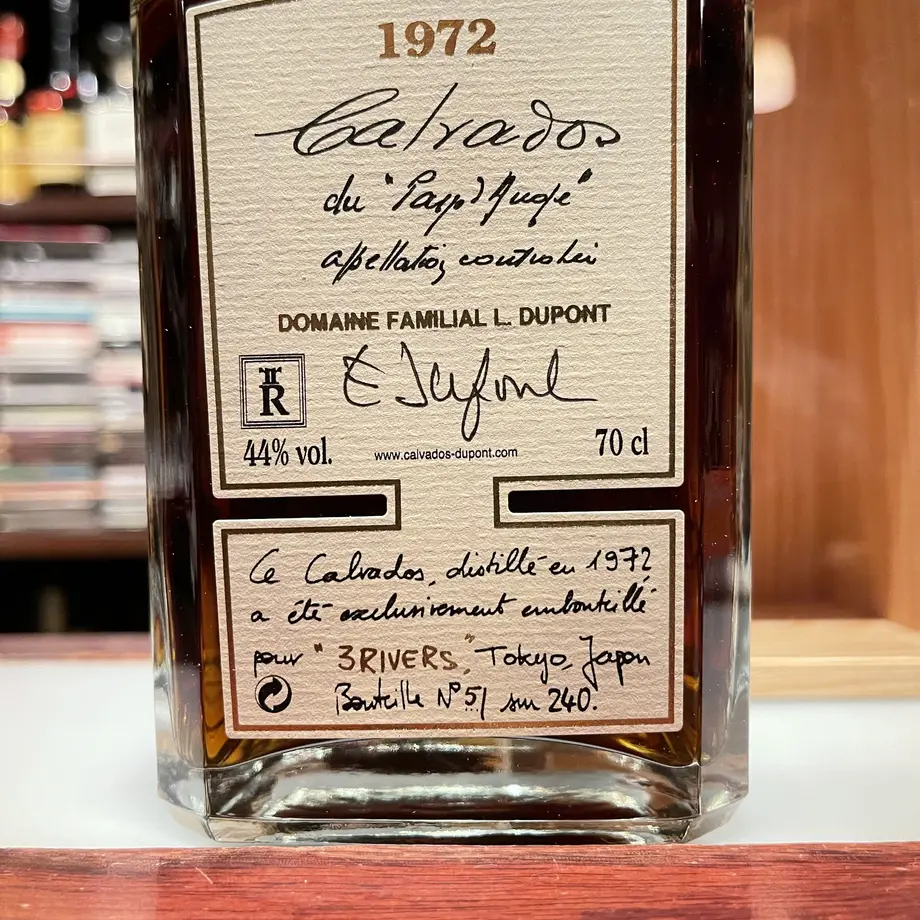 1972
Calvados
du "Pays d'Auge"
appellation contrôlée
DOMAINE FAMILIAL L. DUPONT
E Dupont
R
44% vol.
www.calvados-dupont.com
70 cl
Ce Calvados, distillé en 1972
a été exclusivement embouteillé
pour "3RIVERS," Tokyo, Japon
Bouteille N° 51 sur 240.